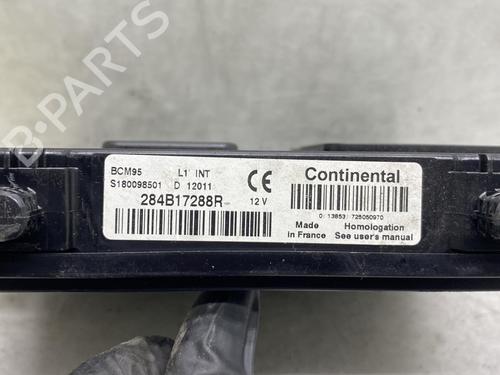 BCM95 L1 INT
S180098501 D 12011
284B17288R
12 V
CE
Continental
0: 13853: 725050970
Made in France
Homologation
See user's manual
B-PARTS